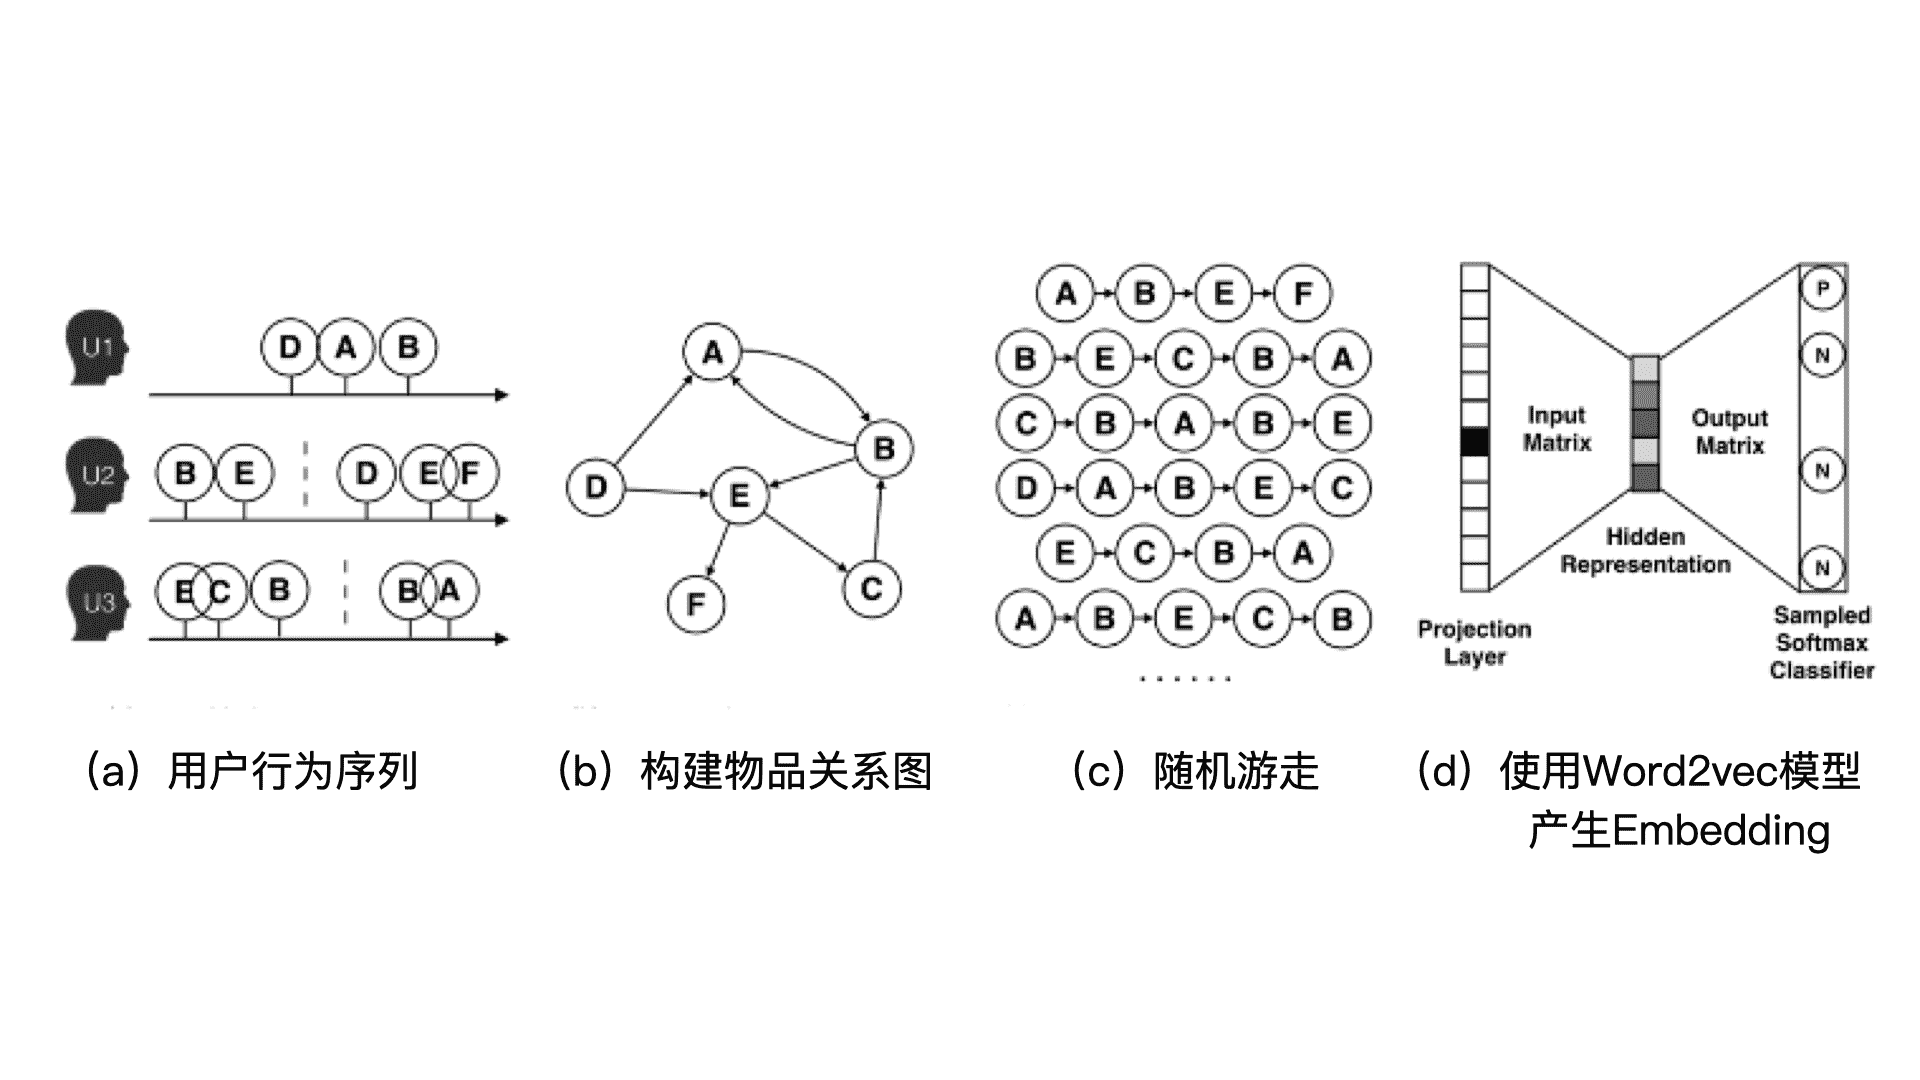 U1
D A B
U2
B E D E F
U3
E C B B A
A
B
D
E
F
C
A B E F
B E C B A
C B A B E
D A B E C
E C B A
A B E C B
......
P
N
N
N
Input
Matrix
Output
Matrix
Hidden
Representation
Projection
Layer
Sampled
Softmax
Classifier
（a）用户行为序列
（b）构建物品关系图
（c）随机游走
（d）使用Word2vec模型
产生Embedding